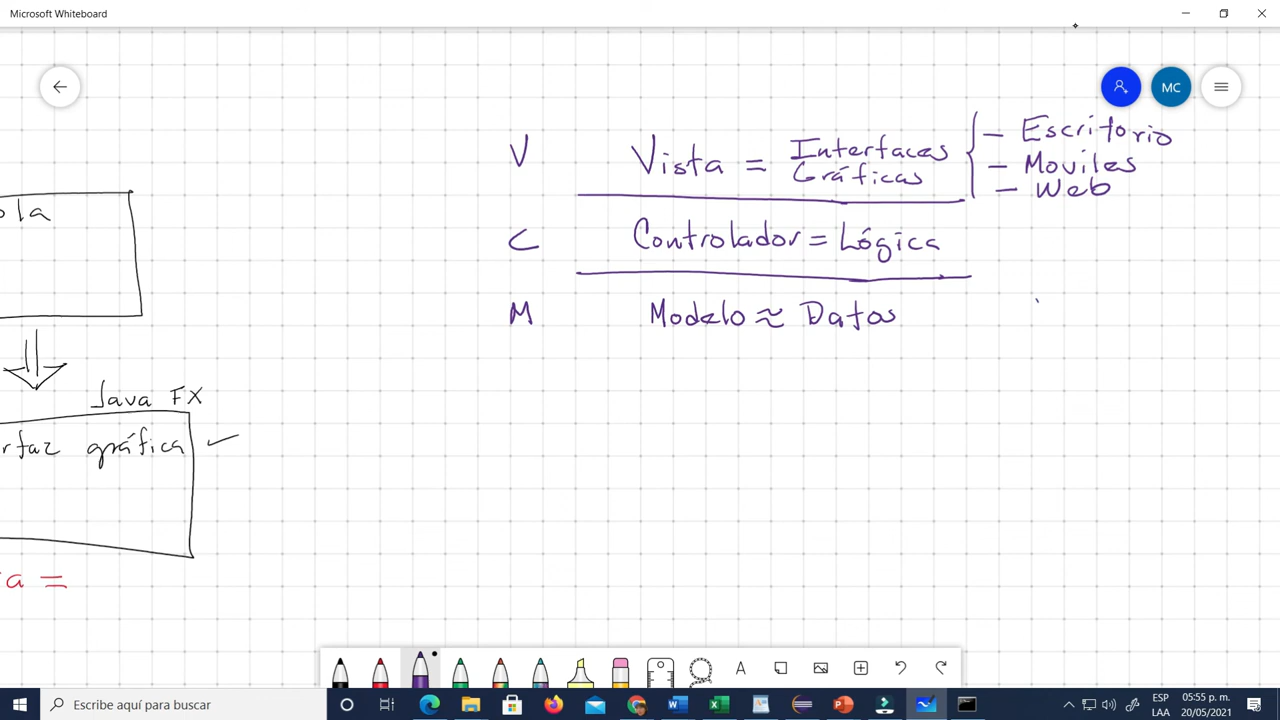 Microsoft Whiteboard
MC
V Vista = Interfaces Gráficas { - Escritorio
- Moviles
- Web
C Controlador = Lógica
M Modelo ≈ Datos
ola
Java FX
rfaz gráfica ✓
a =
A
Escribe aquí para buscar
ESP
LAA
05:55 p. m.
20/05/2021